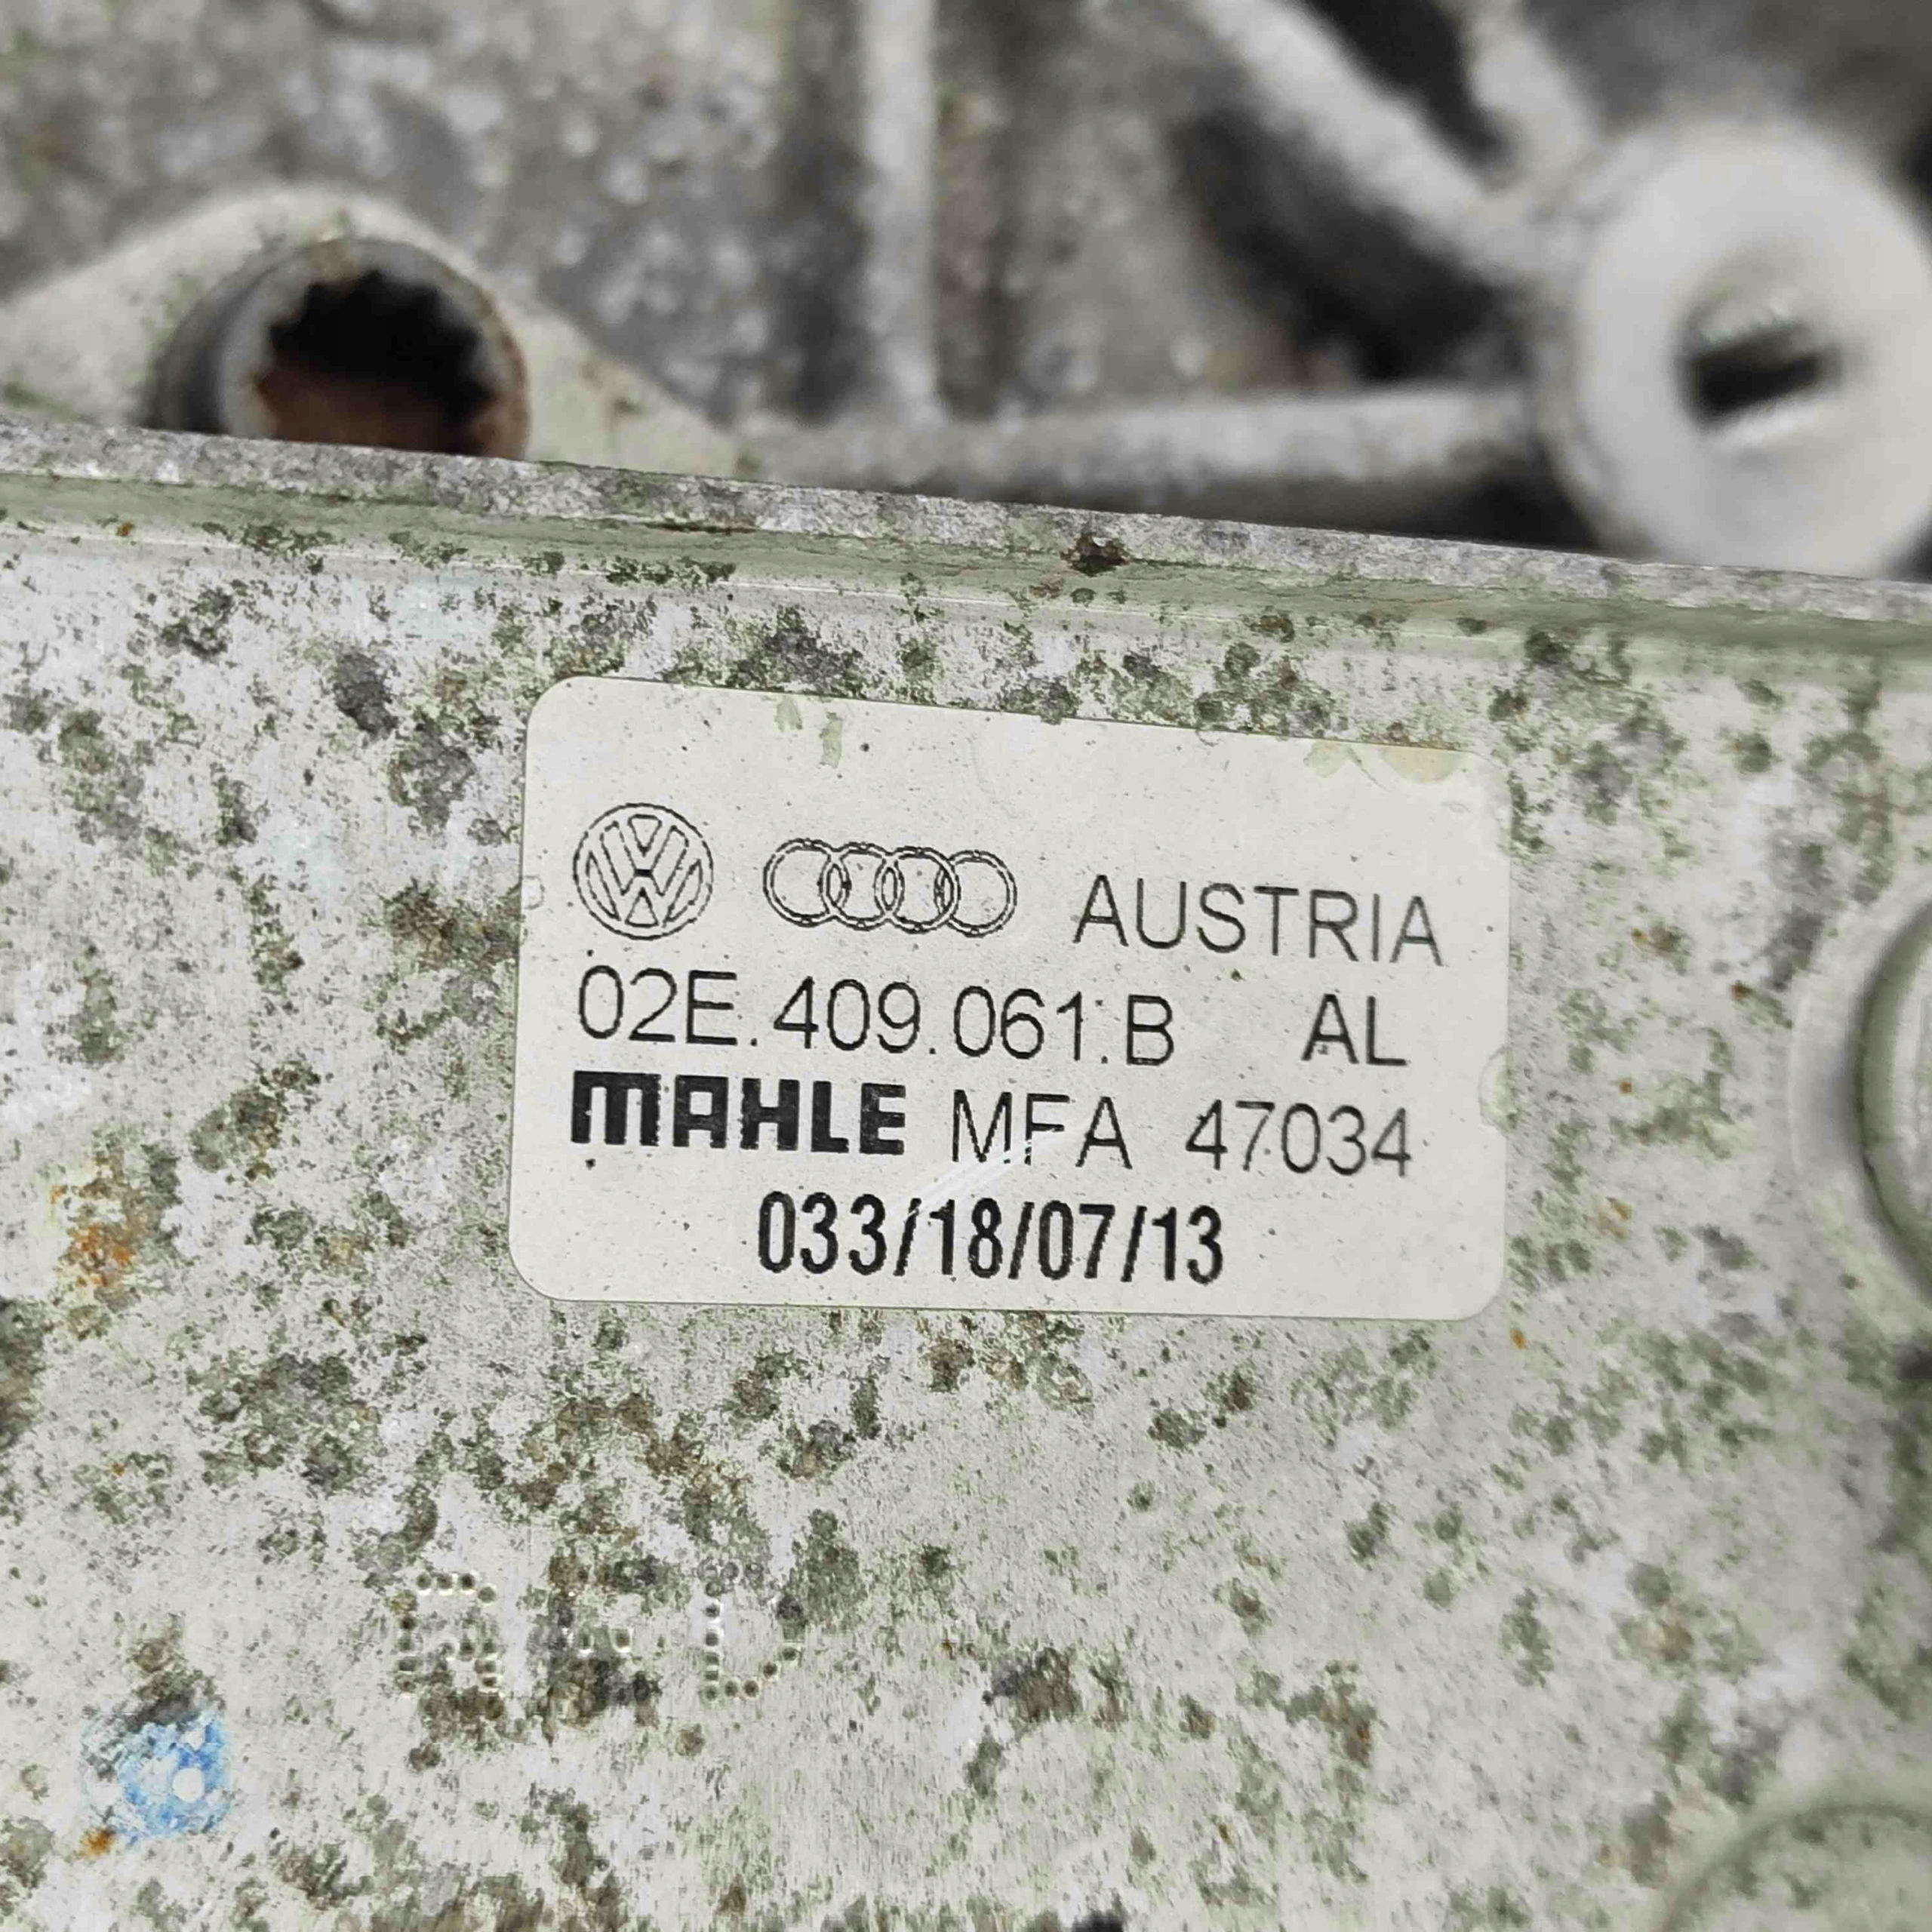 AUSTRIA
02E.409.061.B AL
MAHLE MFA 47034
033/18/07/13